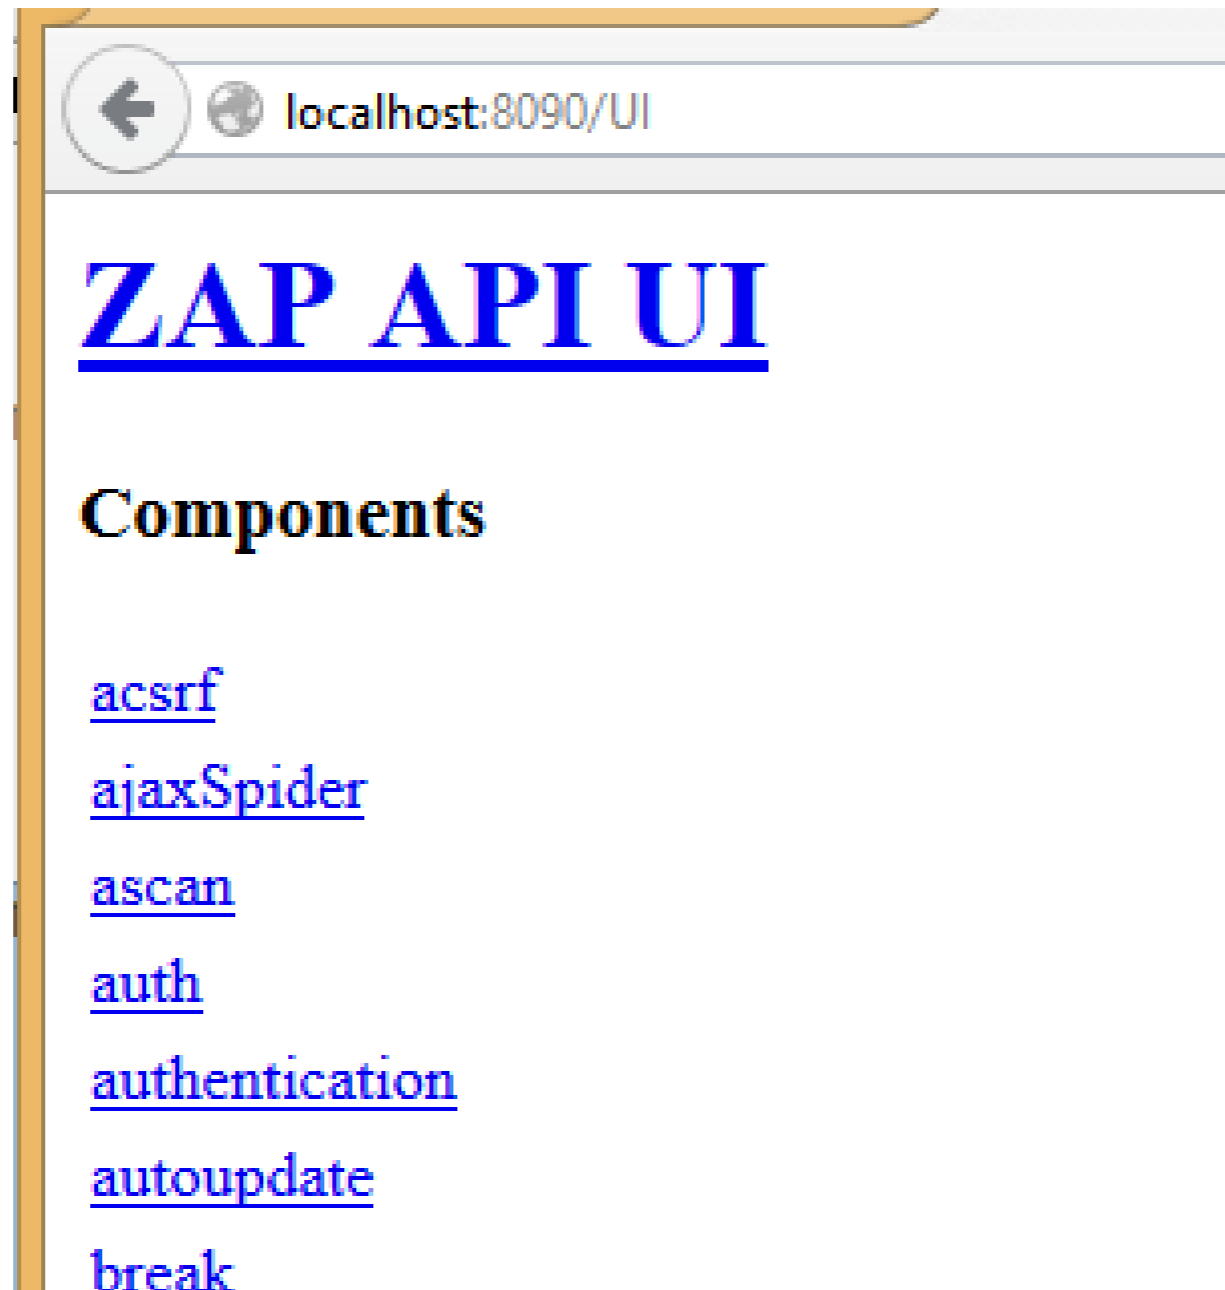 localhost:8090/UI
ZAP API UI
Components
acsrf
ajaxSpider
ascan
auth
authentication
autoupdate
break